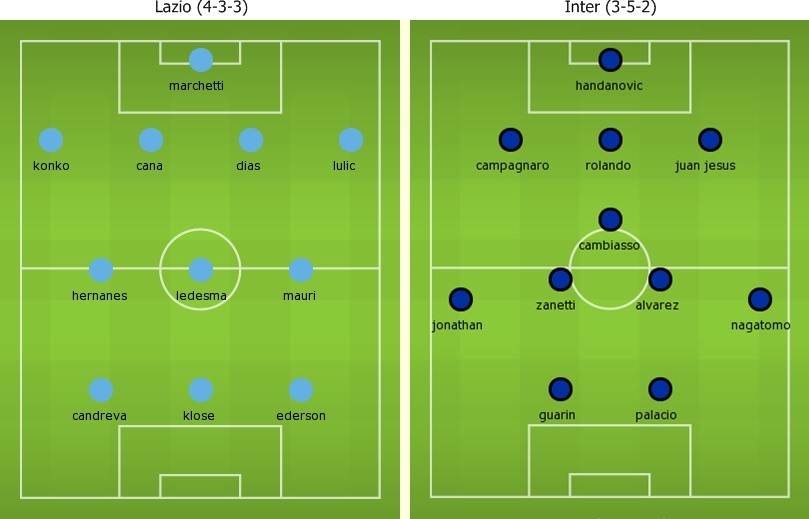 Lazio (4-3-3)
marchetti
konko cana dias lulic
hernanes ledesma mauri
candreva klose ederson
Inter (3-5-2)
handanovic
campagnaro rolando juan jesus
cambiasso
zanetti alvarez
jonathan nagatomo
guarin palacio